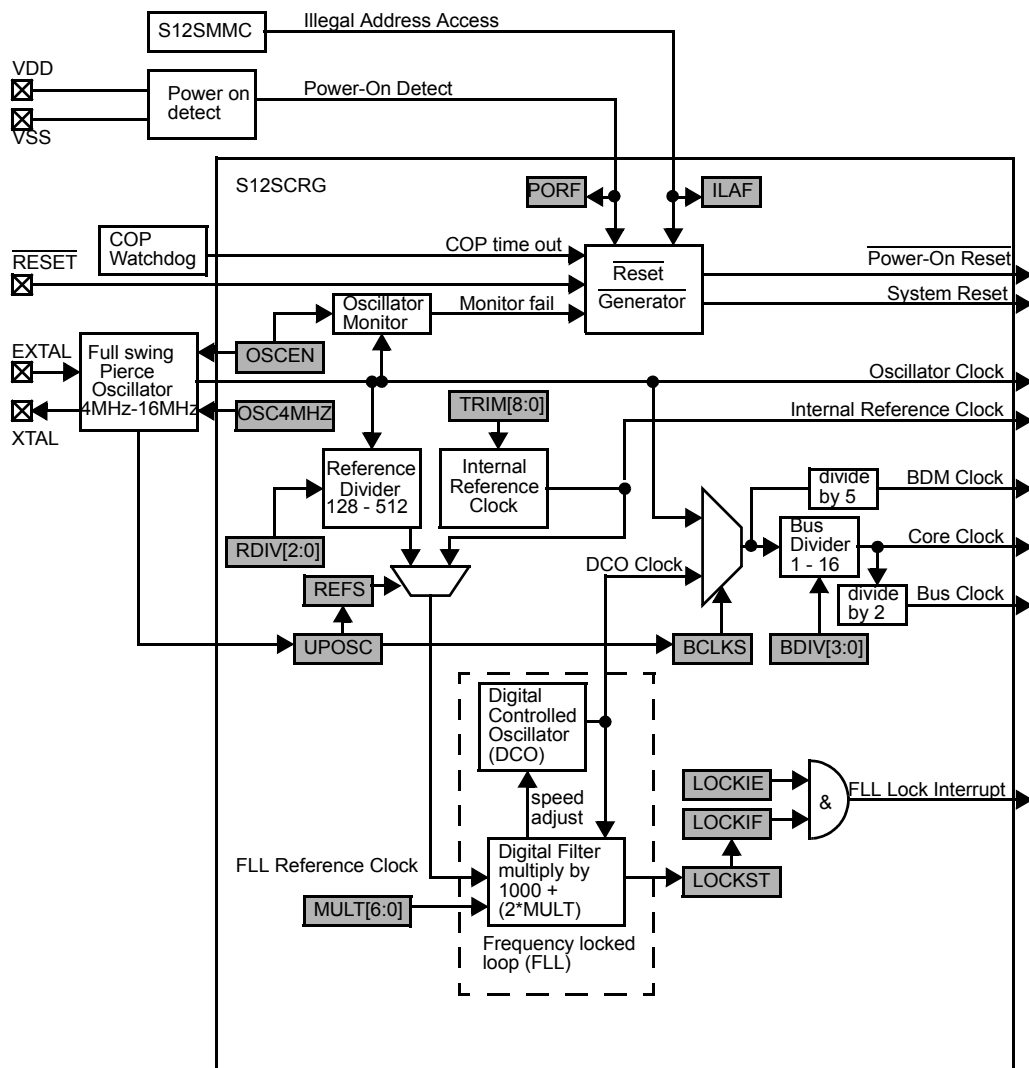 S12SMMC
Illegal Address Access
VDD
VSS
Power on
detect
Power-On Detect
S12SCRG
PORF
ILAF
COP
Watchdog
COP time out
RESET
Reset
Generator
Power-On Reset
System Reset
Oscillator
Monitor
Monitor fail
OSCEN
EXTAL
XTAL
Full swing
Pierce
Oscillator
4MHz-16MHz
OSC4MHZ
Oscillator Clock
TRIM[8:0]
Internal Reference Clock
Reference
Divider
128 - 512
Internal
Reference
Clock
RDIV[2:0]
REFS
UPOSC
DCO Clock
divide
by 5
BDM Clock
Bus
Divider
1 - 16
Core Clock
divide
by 2
Bus Clock
BCLKS
BDIV[3:0]
Digital
Controlled
Oscillator
(DCO)
speed
adjust
LOCKIE
LOCKIF
LOCKST
&
FLL Lock Interrupt
FLL Reference Clock
MULT[6:0]
Digital Filter
multiply by
1000 +
(2*MULT)
Frequency locked
loop (FLL)